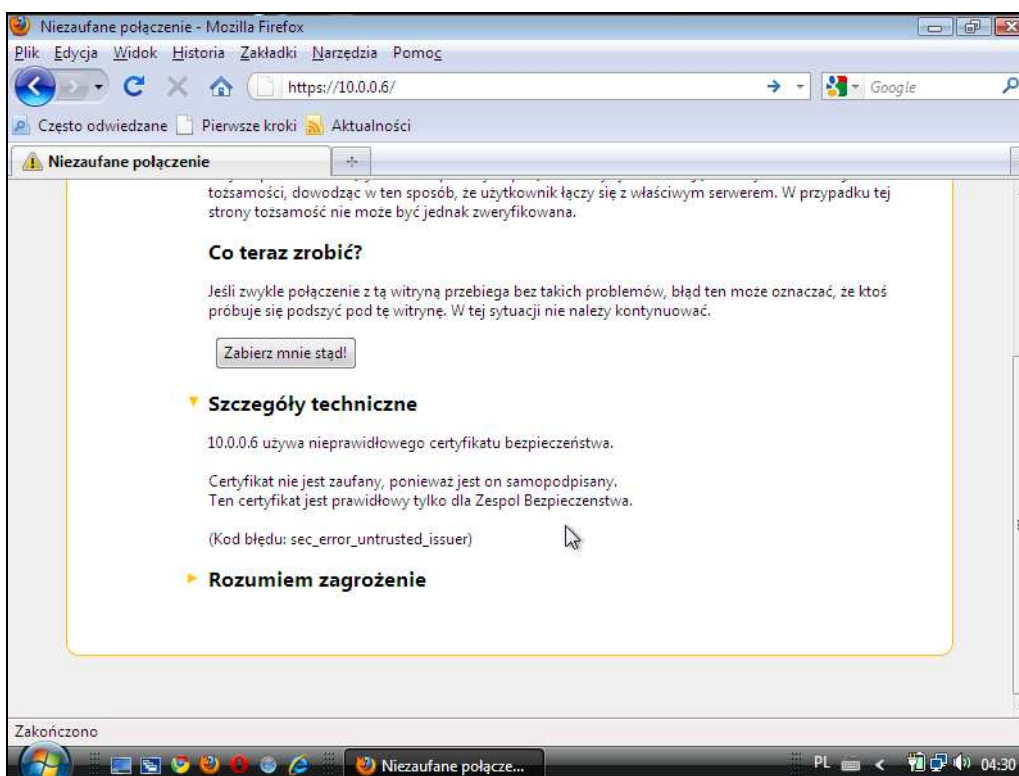 Niezaufane połączenie - Mozilla Firefox
Plik Edycja Widok Historia Zakładki Narzędzia Pomoc
https://10.0.0.6/
Google
Często odwiedzane Pierwsze kroki Aktualności
Niezaufane połączenie
tożsamości, dowodząc w ten sposób, że użytkownik łączy się z właściwym serwerem. W przypadku tej
strony tożsamość nie może być jednak zweryfikowana.
Co teraz zrobić?
Jeśli zwykle połączenie z tą witryną przebiega bez takich problemów, błąd ten może oznaczać, że ktoś
próbuje się podszyć pod tę witrynę. W tej sytuacji nie należy kontynuować.
Zabierz mnie stąd!
Szczegóły techniczne
10.0.0.6 używa nieprawidłowego certyfikatu bezpieczeństwa.
Certyfikat nie jest zaufany, ponieważ jest on samopodpisany.
Ten certyfikat jest prawidłowy tylko dla Zespol Bezpieczenstwa.
(Kod błędu: sec_error_untrusted_issuer)
Rozumiem zagrożenie
Zakończono
Niezaufane połącze...
PL
04:30